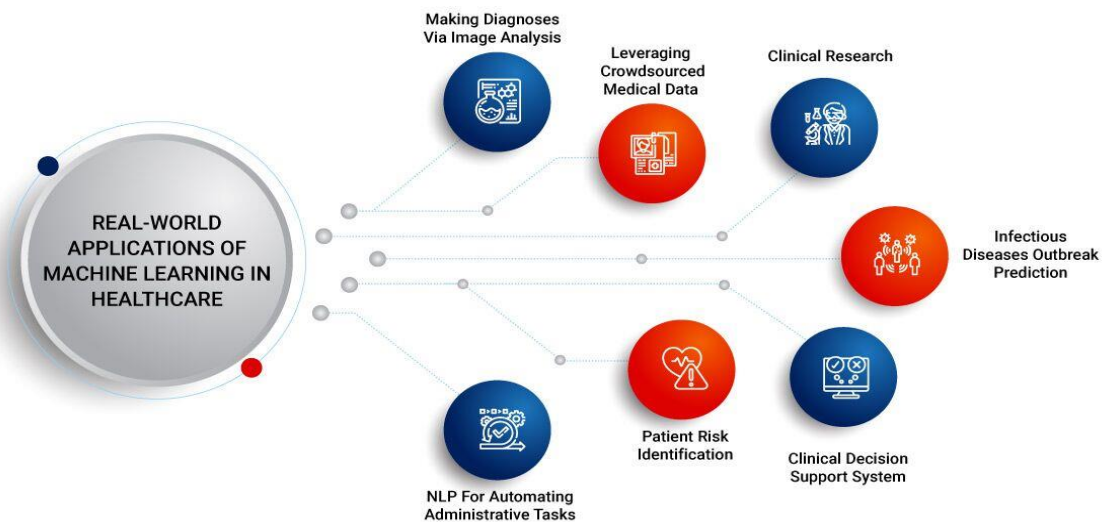 REAL-WORLD
APPLICATIONS OF
MACHINE LEARNING IN
HEALTHCARE
Making Diagnoses
Via Image Analysis
Leveraging
Crowdsourced
Medical Data
Clinical Research
Infectious
Diseases Outbreak
Prediction
Clinical Decision
Support System
Patient Risk
Identification
NLP For Automating
Administrative Tasks